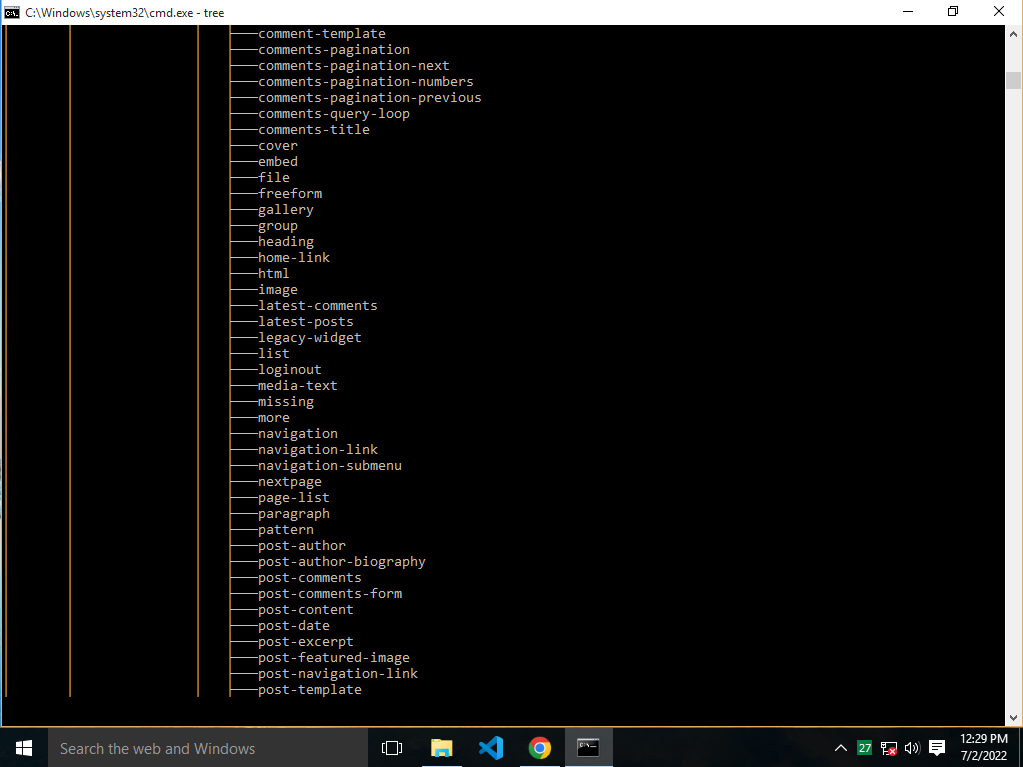 C:\Windows\system32\cmd.exe - tree
comment-template
comments-pagination
comments-pagination-next
comments-pagination-numbers
comments-pagination-previous
comments-query-loop
comments-title
cover
embed
file
freeform
gallery
group
heading
home-link
html
image
latest-comments
latest-posts
legacy-widget
list
loginout
media-text
missing
more
navigation
navigation-link
navigation-submenu
nextpage
page-list
paragraph
pattern
post-author
post-author-biography
post-comments
post-comments-form
post-content
post-date
post-excerpt
post-featured-image
post-navigation-link
post-template
Search the web and Windows
27
12:29 PM
7/2/2022